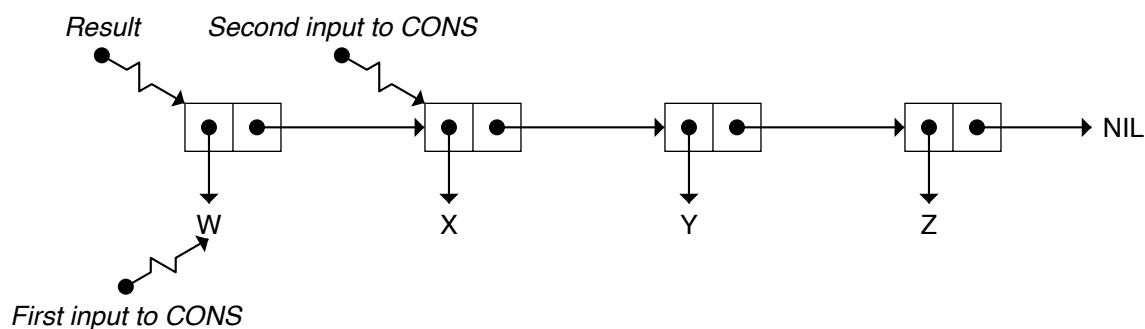 Result
Second input to CONS
NIL
W
X
Y
Z
First input to CONS